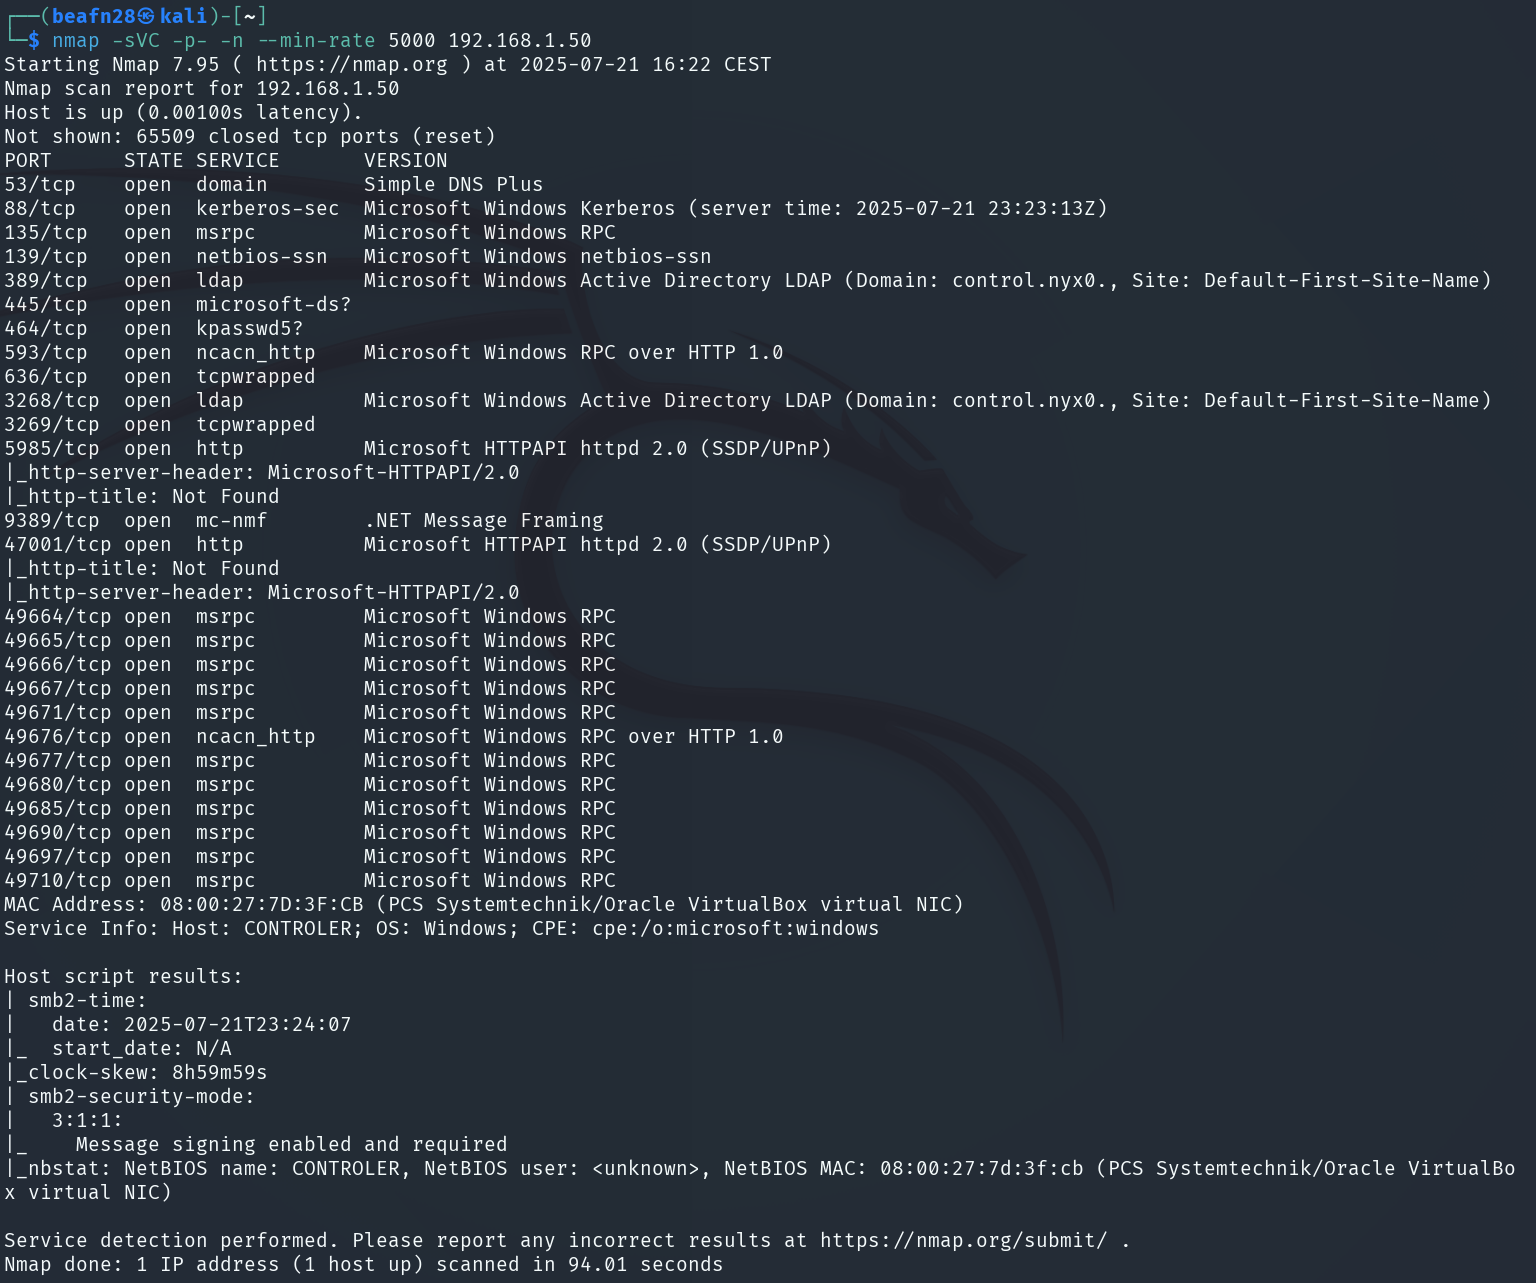 ┌──(beafn28㉿kali)-[~]
└─$ nmap -sVC -p- -n --min-rate 5000 192.168.1.50
Starting Nmap 7.95 ( https://nmap.org ) at 2025-07-21 16:22 CEST
Nmap scan report for 192.168.1.50
Host is up (0.00100s latency).
Not shown: 65509 closed tcp ports (reset)
PORT      STATE SERVICE       VERSION
53/tcp    open  domain        Simple DNS Plus
88/tcp    open  kerberos-sec  Microsoft Windows Kerberos (server time: 2025-07-21 23:23:13Z)
135/tcp   open  msrpc         Microsoft Windows RPC
139/tcp   open  netbios-ssn   Microsoft Windows netbios-ssn
389/tcp   open  ldap          Microsoft Windows Active Directory LDAP (Domain: control.nyx0., Site: Default-First-Site-Name)
445/tcp   open  microsoft-ds?
464/tcp   open  kpasswd5?
593/tcp   open  ncacn_http    Microsoft Windows RPC over HTTP 1.0
636/tcp   open  tcpwrapped
3268/tcp  open  ldap          Microsoft Windows Active Directory LDAP (Domain: control.nyx0., Site: Default-First-Site-Name)
3269/tcp  open  tcpwrapped
5985/tcp  open  http          Microsoft HTTPAPI httpd 2.0 (SSDP/UPnP)
|_http-server-header: Microsoft-HTTPAPI/2.0
|_http-title: Not Found
9389/tcp  open  mc-nmf        .NET Message Framing
47001/tcp open  http          Microsoft HTTPAPI httpd 2.0 (SSDP/UPnP)
|_http-title: Not Found
|_http-server-header: Microsoft-HTTPAPI/2.0
49664/tcp open  msrpc         Microsoft Windows RPC
49665/tcp open  msrpc         Microsoft Windows RPC
49666/tcp open  msrpc         Microsoft Windows RPC
49667/tcp open  msrpc         Microsoft Windows RPC
49671/tcp open  msrpc         Microsoft Windows RPC
49676/tcp open  ncacn_http    Microsoft Windows RPC over HTTP 1.0
49677/tcp open  msrpc         Microsoft Windows RPC
49680/tcp open  msrpc         Microsoft Windows RPC
49685/tcp open  msrpc         Microsoft Windows RPC
49690/tcp open  msrpc         Microsoft Windows RPC
49697/tcp open  msrpc         Microsoft Windows RPC
49710/tcp open  msrpc         Microsoft Windows RPC
MAC Address: 08:00:27:7D:3F:CB (PCS Systemtechnik/Oracle VirtualBox virtual NIC)
Service Info: Host: CONTROLER; OS: Windows; CPE: cpe:/o:microsoft:windows

Host script results:
| smb2-time:
|   date: 2025-07-21T23:24:07
|_  start_date: N/A
|_clock-skew: 8h59m59s
| smb2-security-mode:
|   3:1:1:
|_    Message signing enabled and required
|_nbstat: NetBIOS name: CONTROLER, NetBIOS user: <unknown>, NetBIOS MAC: 08:00:27:7d:3f:cb (PCS Systemtechnik/Oracle VirtualBo
x virtual NIC)

Service detection performed. Please report any incorrect results at https://nmap.org/submit/ .
Nmap done: 1 IP address (1 host up) scanned in 94.01 seconds